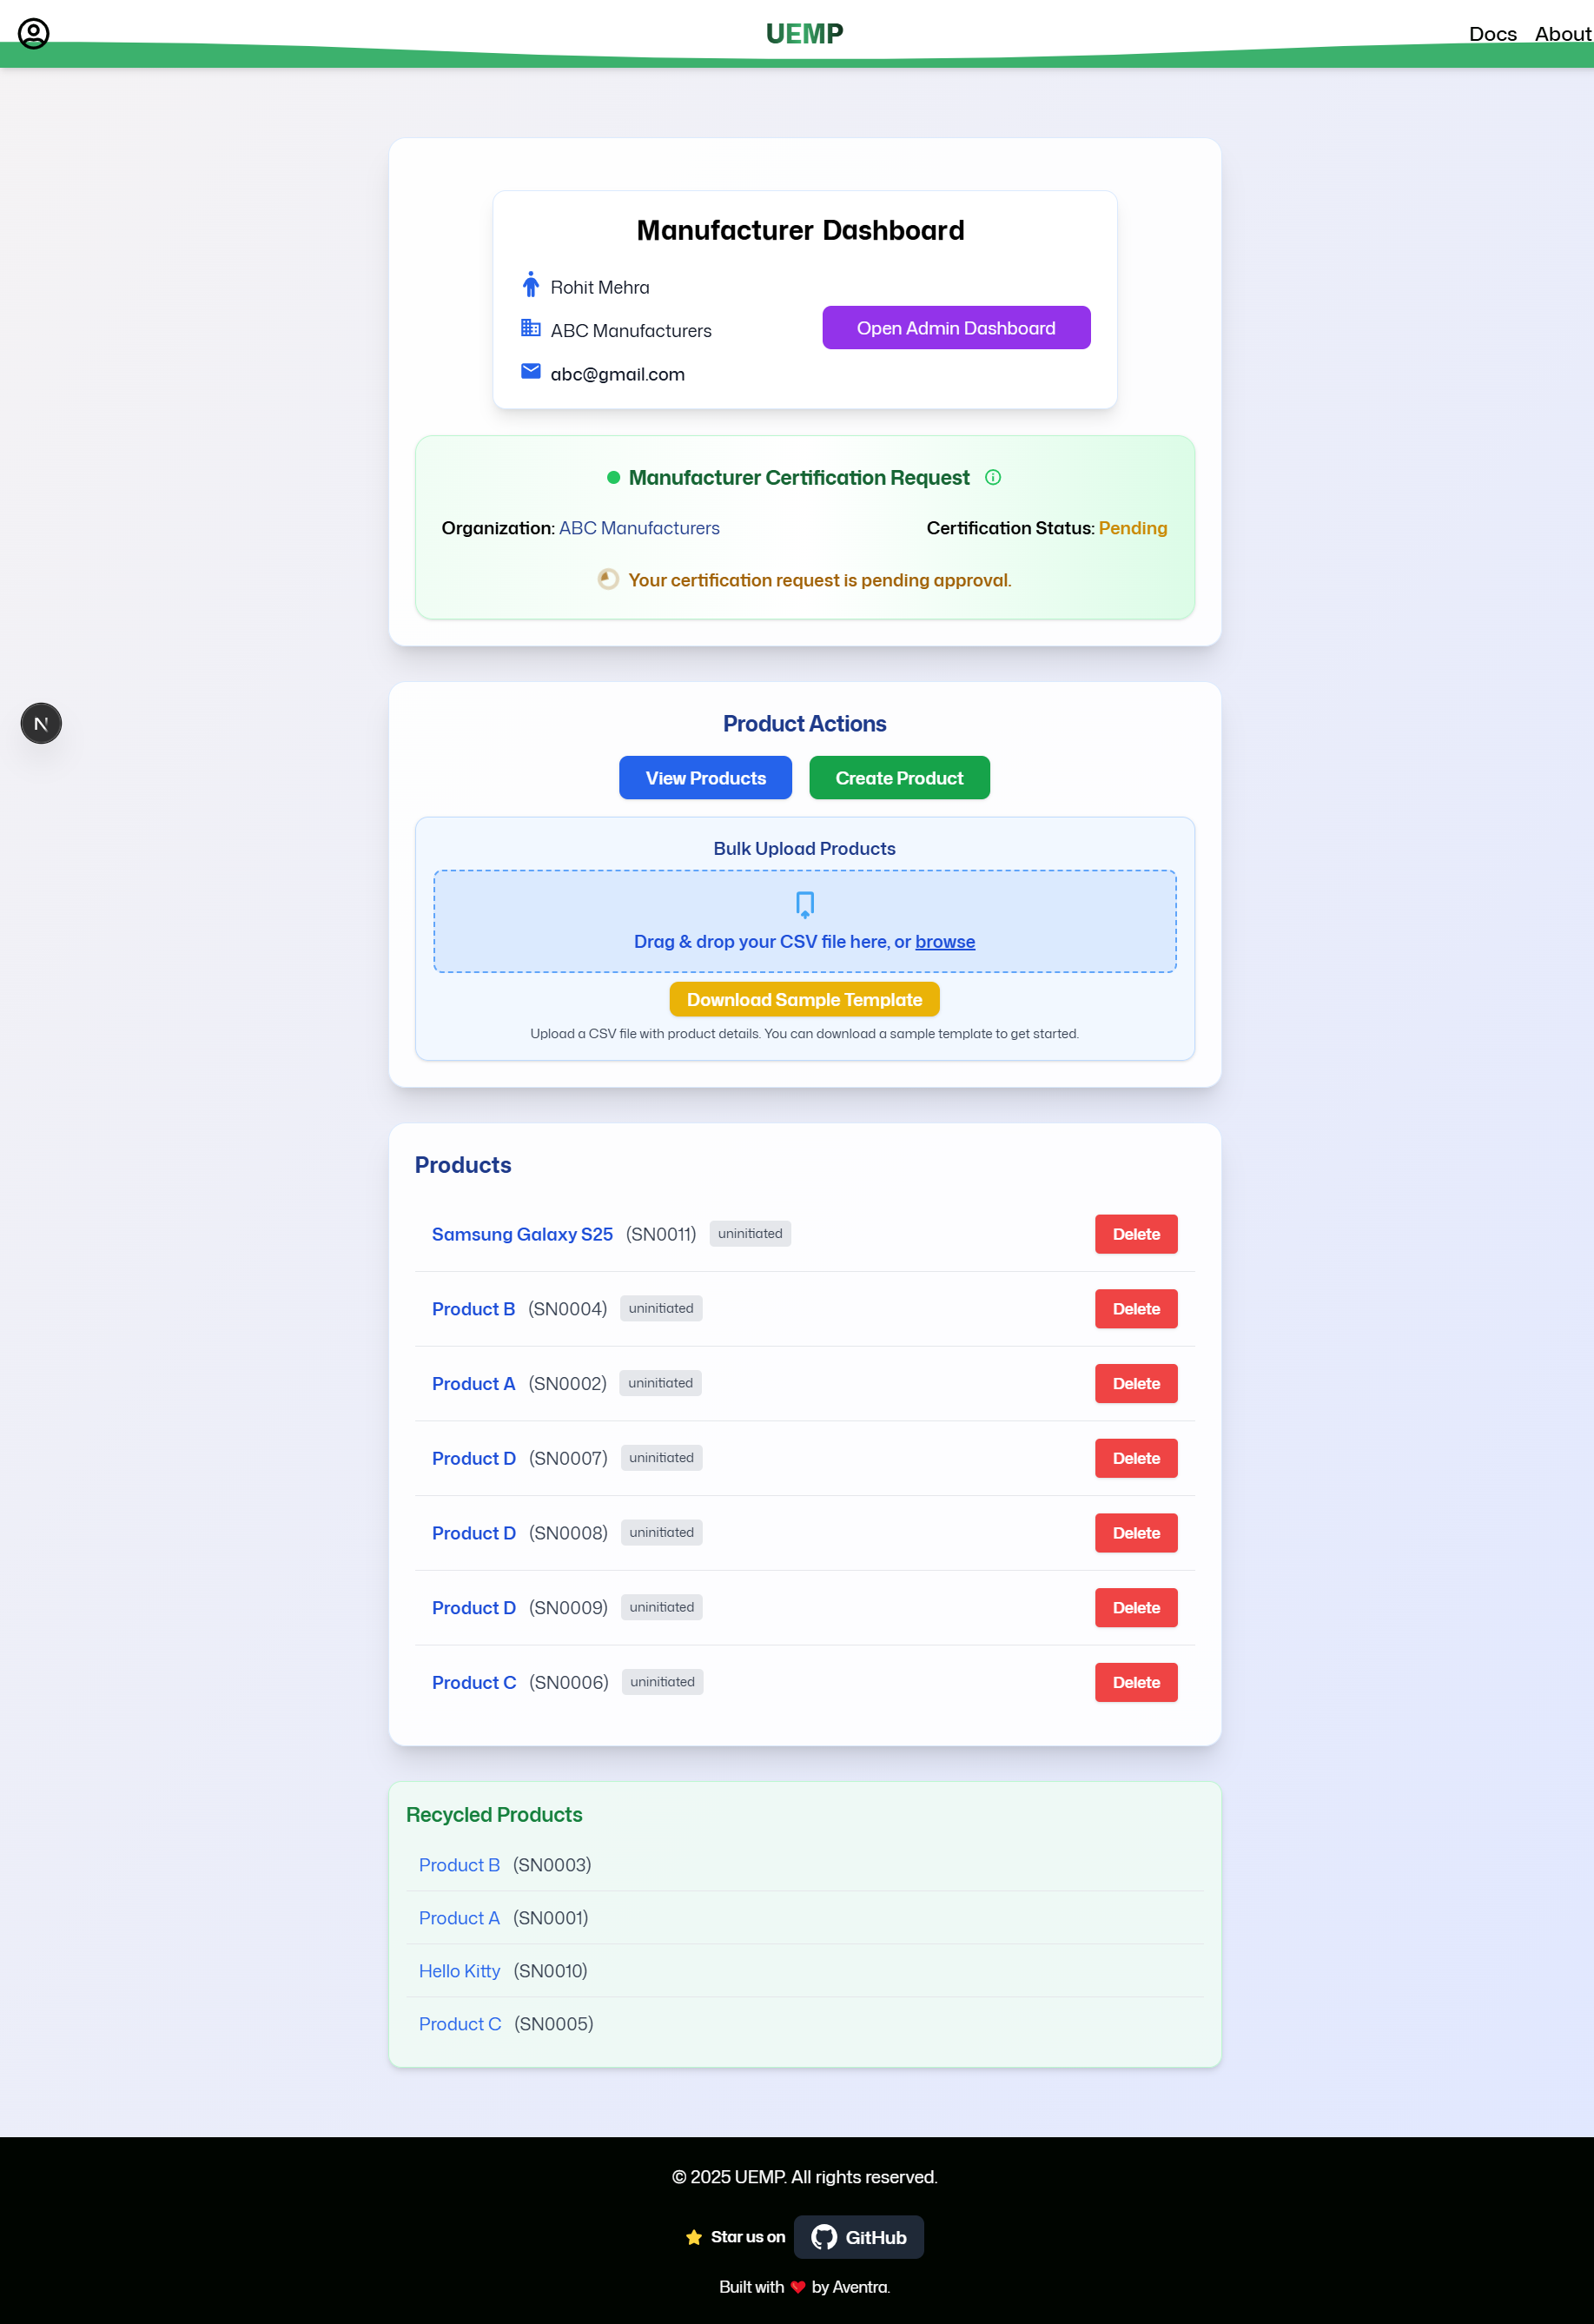 UEMP
Docs About
Manufacturer Dashboard
Rohit Mehra
ABC Manufacturers
Open Admin Dashboard
abc@gmail.com
Manufacturer Certification Request
Organization: ABC Manufacturers
Certification Status: Pending
Your certification request is pending approval.
N
Product Actions
View Products
Create Product
Bulk Upload Products
Drag & drop your CSV file here, or browse
Download Sample Template
Upload a CSV file with product details. You can download a sample template to get started.
Products
Samsung Galaxy S25 (SN0011) uninitiated Delete
Product B (SN0004) uninitiated Delete
Product A (SN0002) uninitiated Delete
Product D (SN0007) uninitiated Delete
Product D (SN0008) uninitiated Delete
Product D (SN0009) uninitiated Delete
Product C (SN0006) uninitiated Delete
Recycled Products
Product B (SN0003)
Product A (SN0001)
Hello Kitty (SN0010)
Product C (SN0005)
© 2025 UEMP. All rights reserved.
⭐ Star us on GitHub
Built with ❤️ by Aventra.